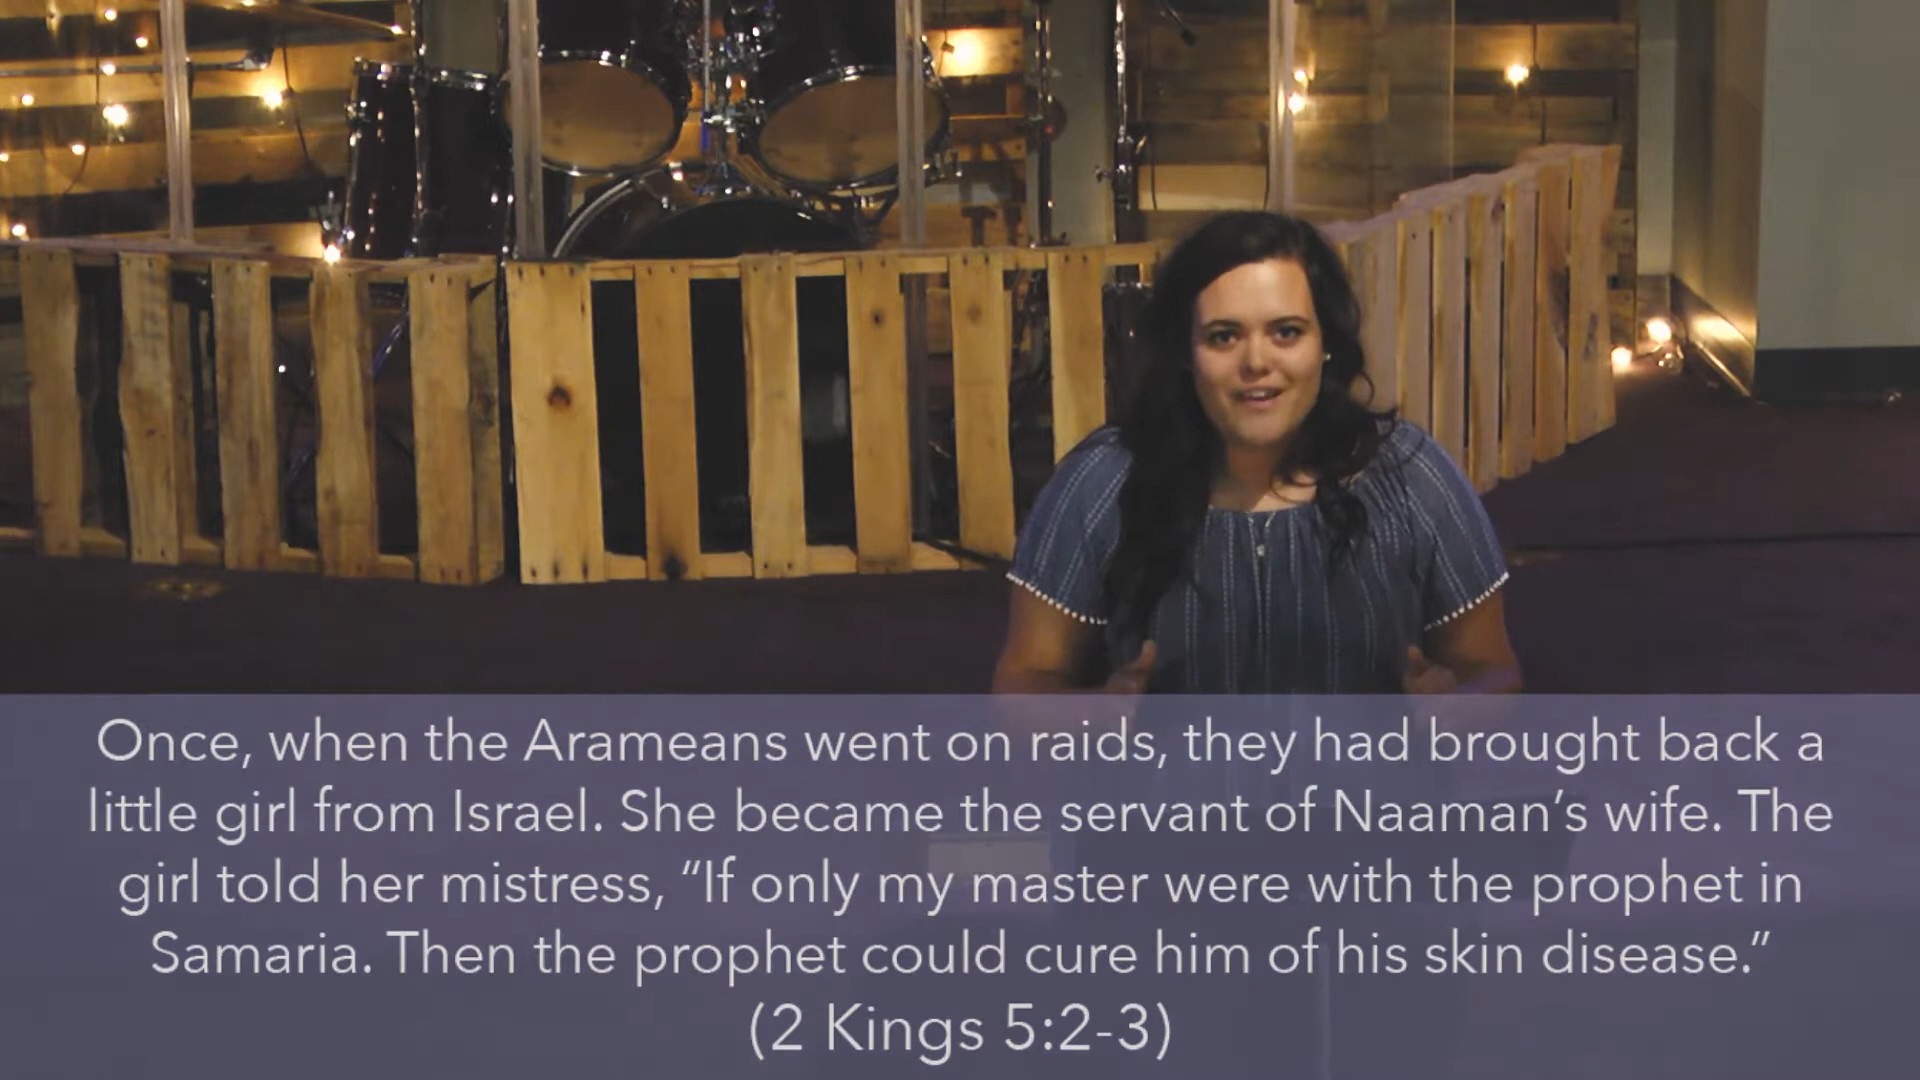 Once, when the Arameans went on raids, they had brought back a
little girl from Israel. She became the servant of Naaman’s wife. The
girl told her mistress, “If only my master were with the prophet in
Samaria. Then the prophet could cure him of his skin disease.”
(2 Kings 5:2-3)